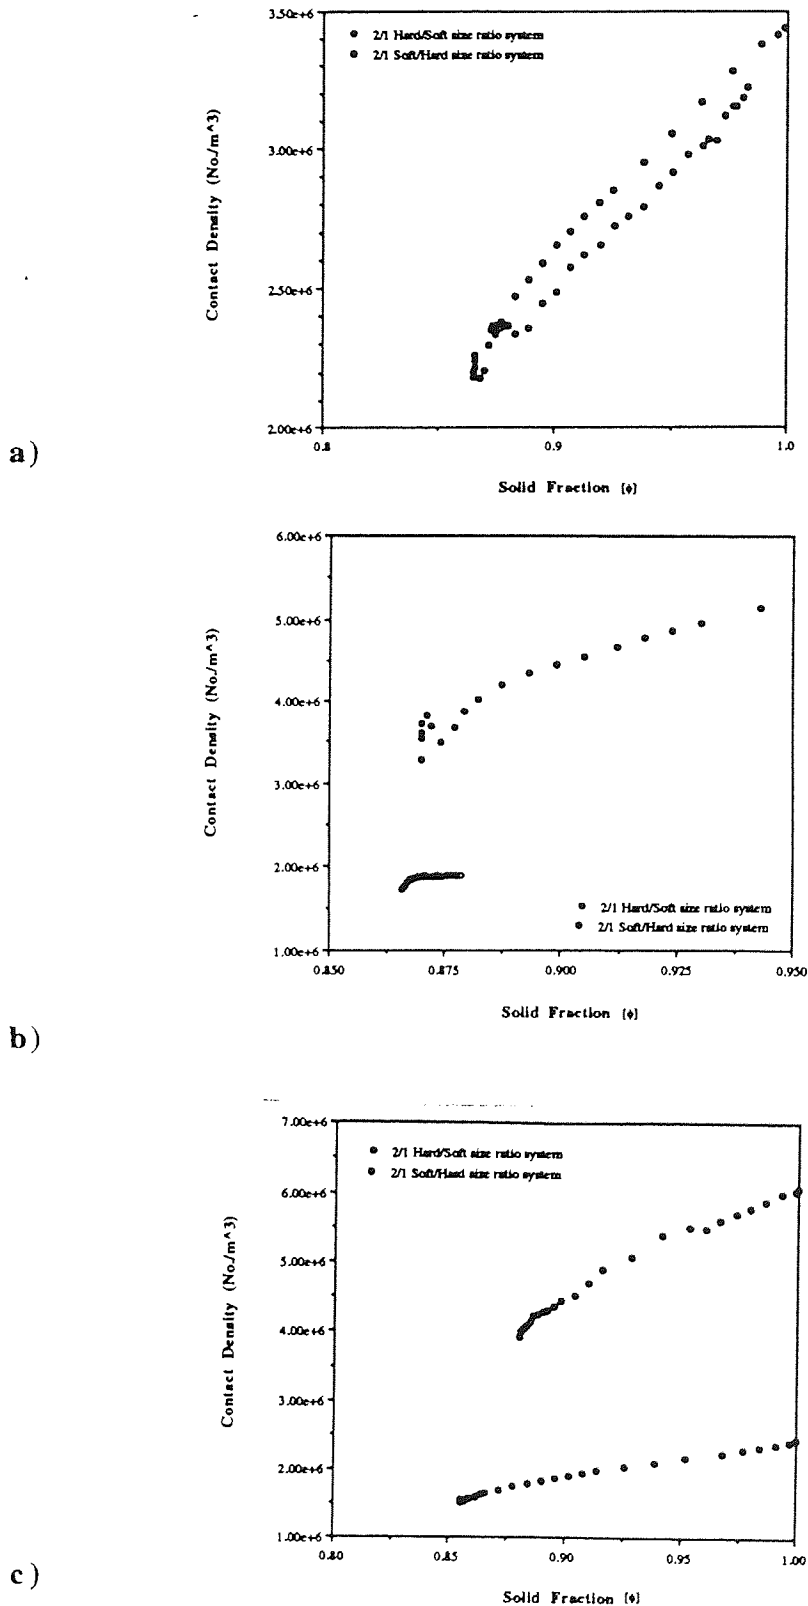 3.50e+6
2/1 Hard/Soft size ratio system
2/1 Soft/Hard size ratio system
3.00e+6
Contact Density (No./m^3)
2.50e+6
2.00e+6
0.8 0.9 1.0
a)
Solid Fraction [ϕ]
6.00e+6
5.00e+6
Contact Density (No./m^3)
4.00e+6
3.00e+6
2.00e+6
2/1 Hard/Soft size ratio system
2/1 Soft/Hard size ratio system
1.00e+6
0.850 0.875 0.900 0.925 0.950
Solid Fraction [ϕ]
b)
7.00e+6
2/1 Hard/Soft size ratio system
2/1 Soft/Hard size ratio system
6.00e+6
5.00e+6
Contact Density (No./m^3)
4.00e+6
3.00e+6
2.00e+6
1.00e+6
0.80 0.85 0.90 0.95 1.00
c)
Solid Fraction [ϕ]